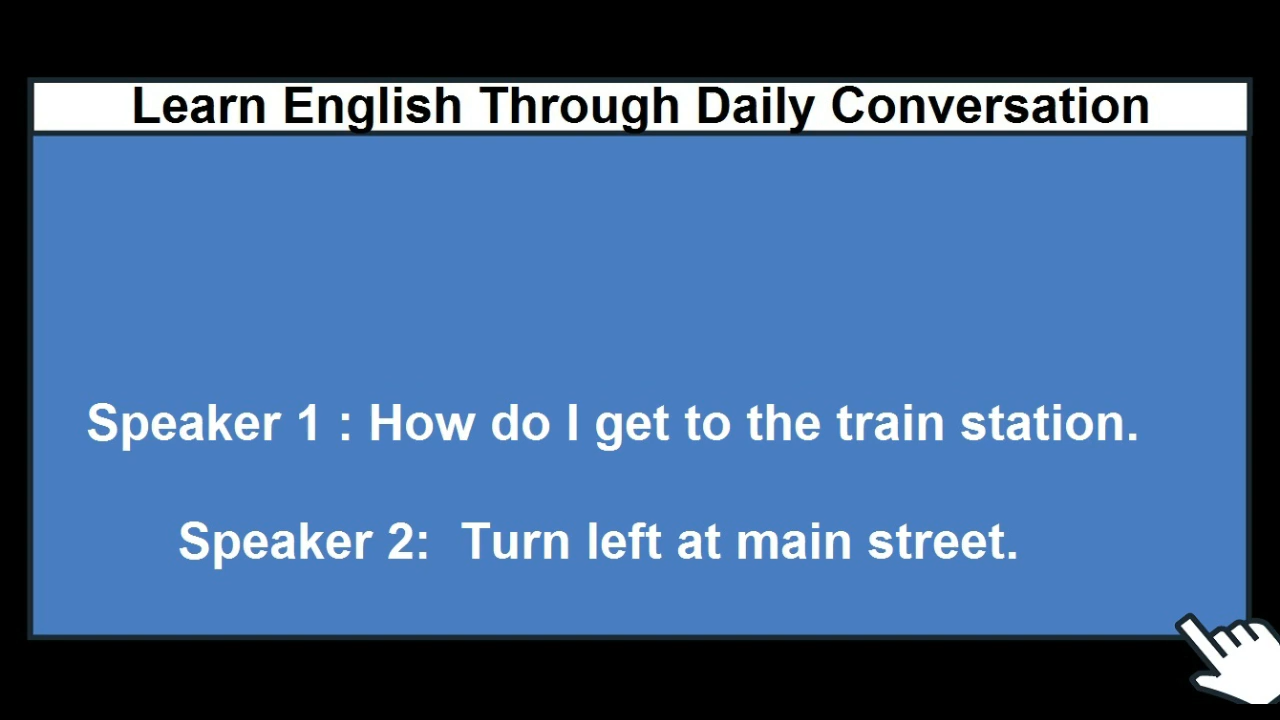 Learn English Through Daily Conversation
Speaker 1 : How do I get to the train station.
Speaker 2:  Turn left at main street.